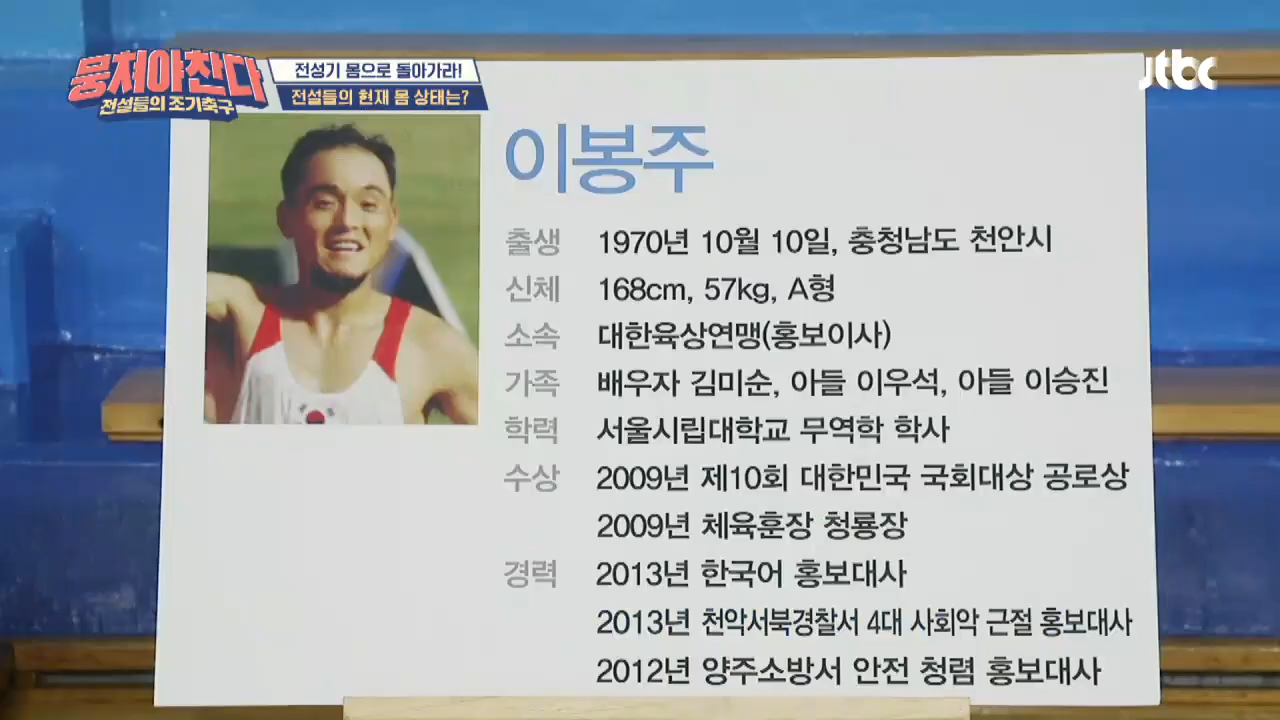 뭉쳐야 찬다
전설들의 조기축구
전성기 몸으로 돌아가라!
전설들의 현재 몸 상태는?
jtbc
이봉주
출생 1970년 10월 10일, 충청남도 천안시
신체 168cm, 57kg, A형
소속 대한육상연맹(홍보이사)
가족 배우자 김미순, 아들 이우석, 아들 이승진
학력 서울시립대학교 무역학 학사
수상 2009년 제10회 대한민국 국회대상 공로상
2009년 체육훈장 청룡장
경력 2013년 한국어 홍보대사
2013년 천악서북경찰서 4대 사회악 근절 홍보대사
2012년 양주소방서 안전 청렴 홍보대사